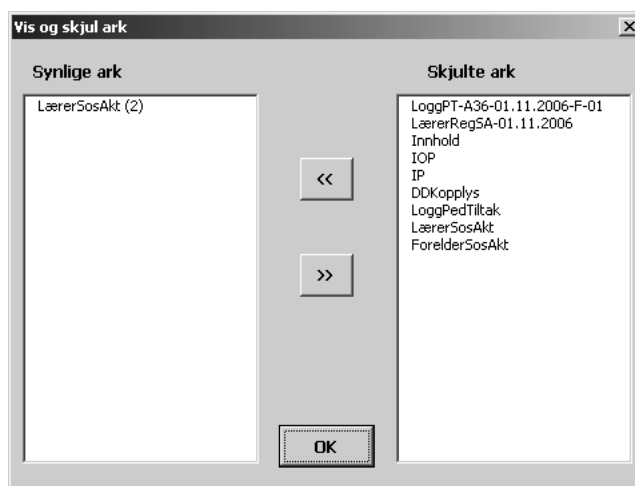 Vis og skjul ark
Synlige ark
Skjulte ark
LærerSosAkt (2)
LoggPT-A36-01.11.2006-F-01
LærerRegSA-01.11.2006
Innhold
IOP
IP
DDKopplys
LoggPedTiltak
LærerSosAkt
ForelderSosAkt
<<
>>
OK